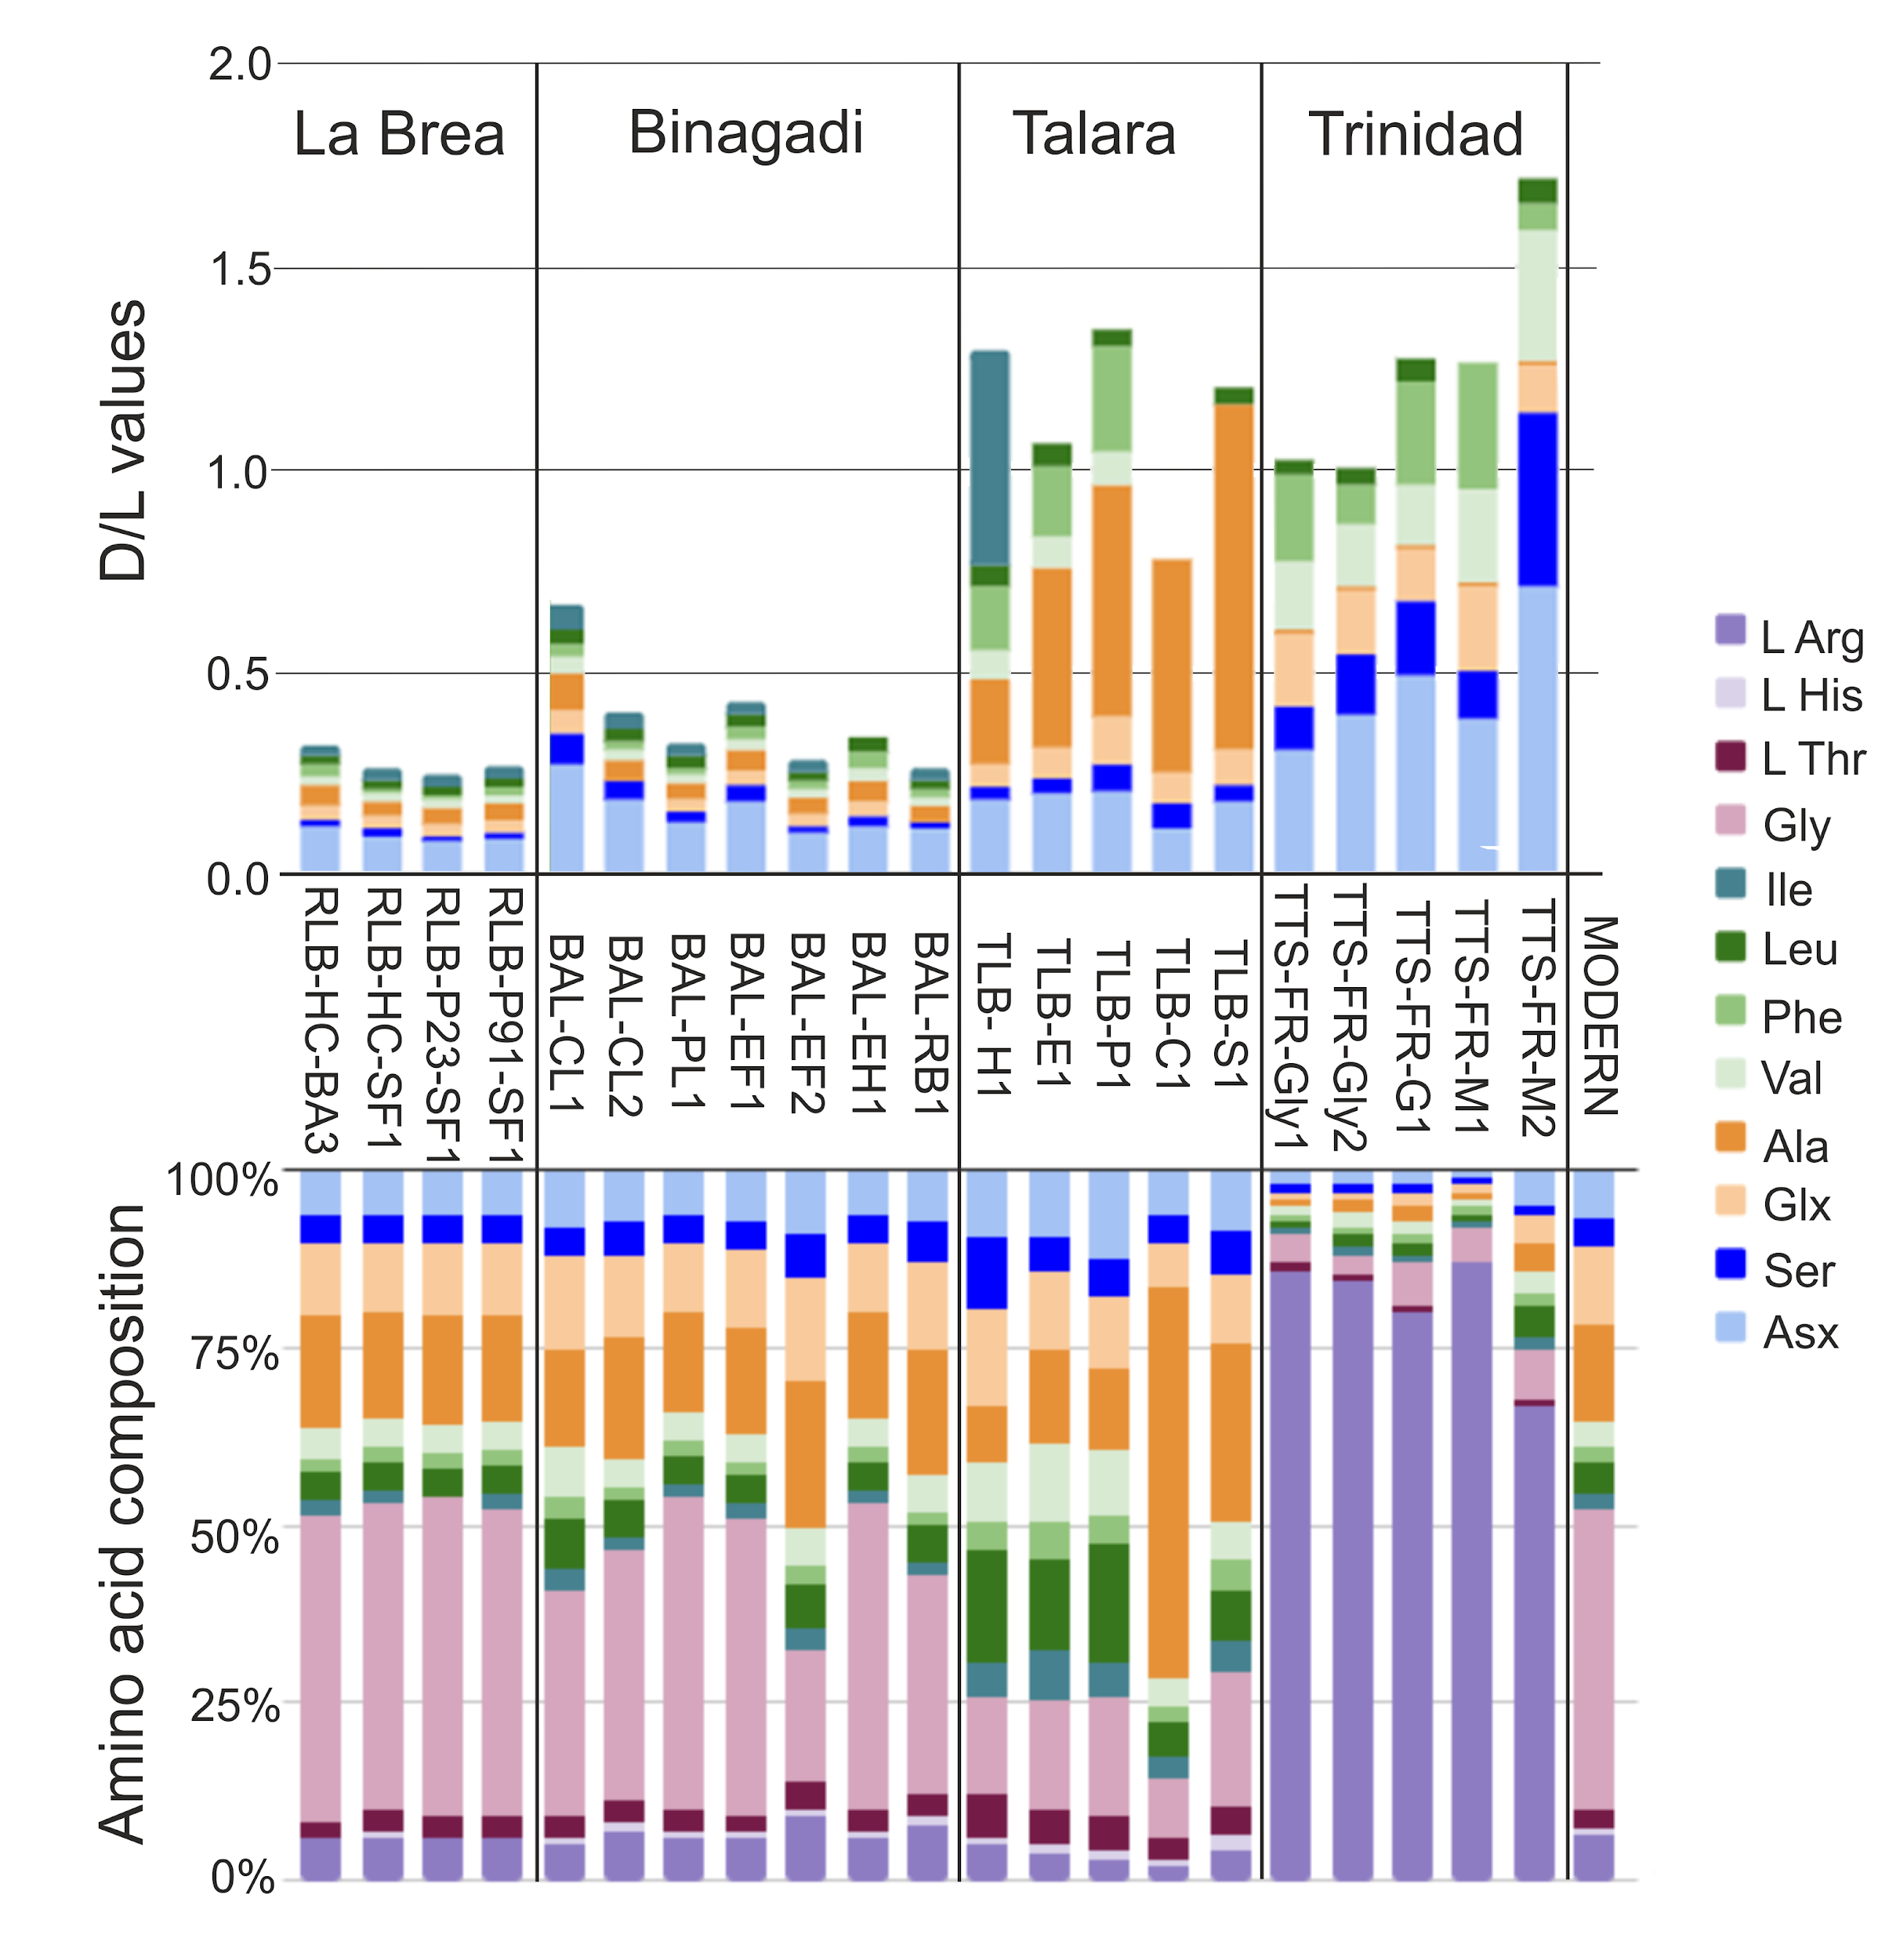 2.0
La Brea
Binagadi
Talara
Trinidad
1.5
D/L values
1.0
0.5
0.0
RLB-HC-BA3
RLB-HC-SF1
RLB-P23-SF1
RLB-P91-SF1
BAL-CL1
BAL-CL2
BAL-PL1
BAL-EF1
BAL-EF2
BAL-EH1
BAL-RB1
TLB- H1
TLB-E1
TLB-P1
TLB-C1
TLB-S1
TTS-FR-Gly1
TTS-FR-Gly2
TTS-FR-G1
TTS-FR-M1
TTS-FR-M2
MODERN
100%
75%
Amino acid composition
50%
25%
0%
L Arg
L His
L Thr
Gly
Ile
Leu
Phe
Val
Ala
Glx
Ser
Asx